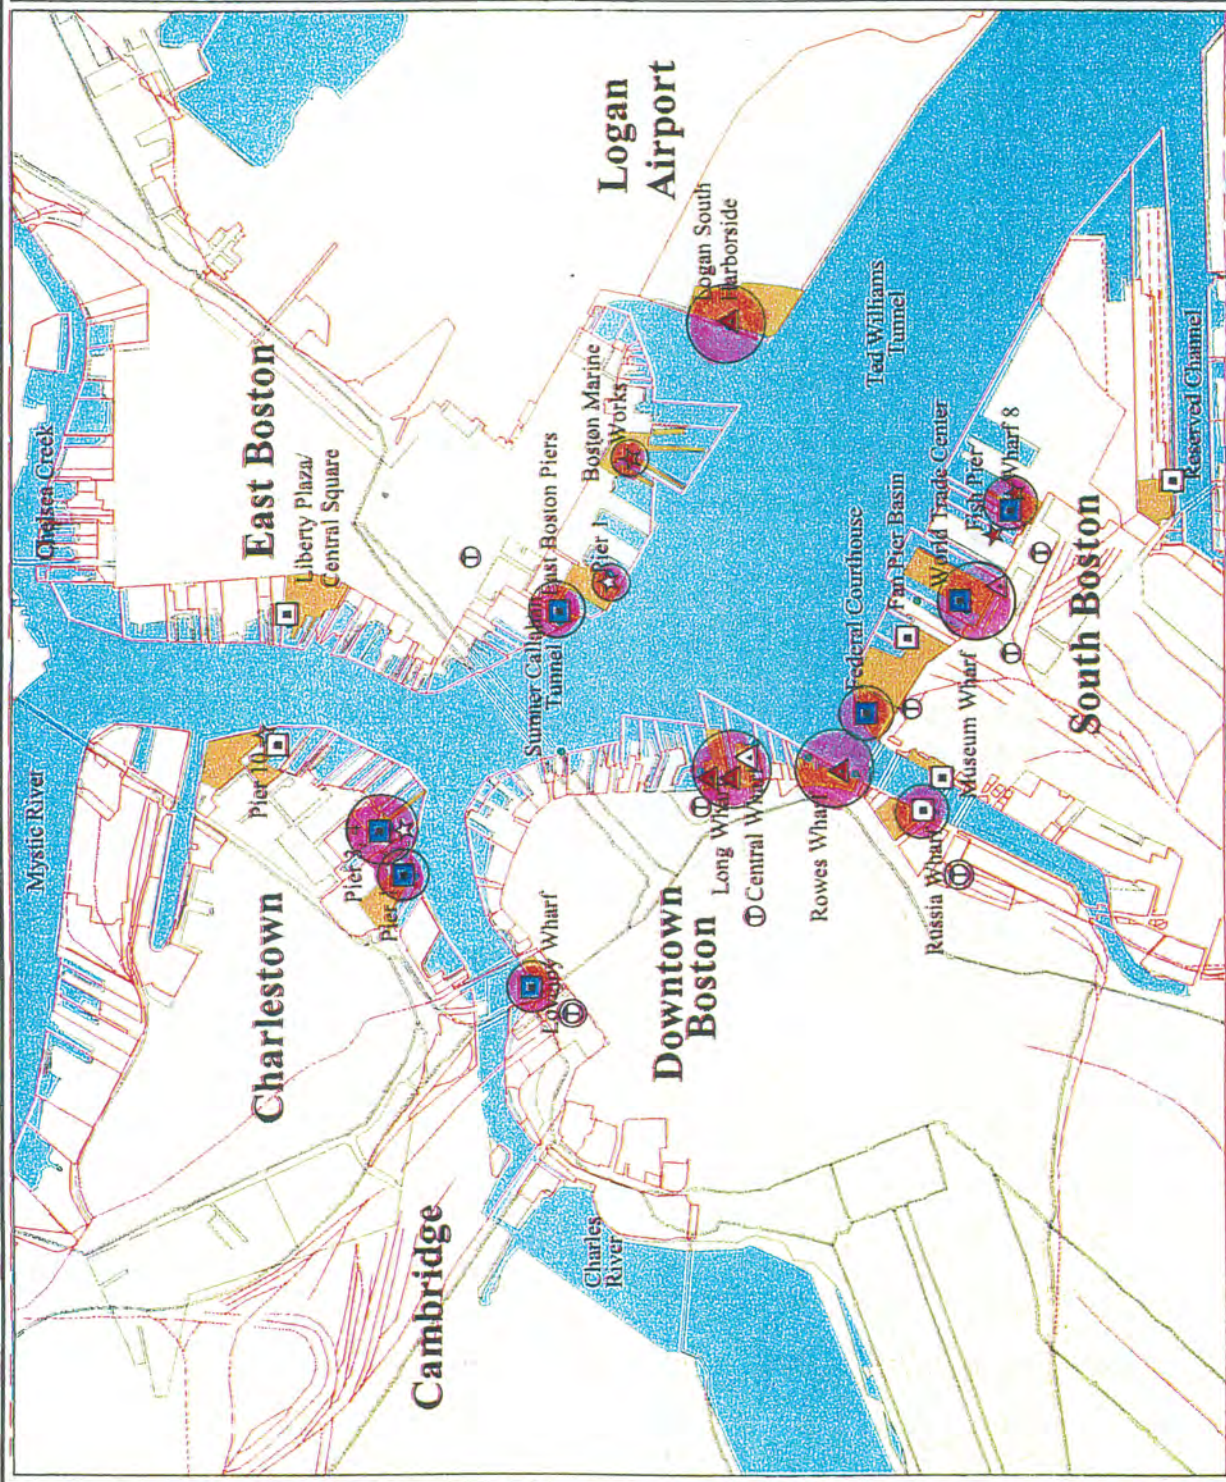 Mystic River
Chelsea Creek
Charlestown
Pier 10
Pier 3
Pier 4
East Boston
Liberty Plaza/
Central Square
Cambridge
Charles
River
Wharf
Sumner Callahan
Tunnel
East Boston Piers
Pier 1
Boston Marine
Works
Logan
Airport
Logan South
Harborside
Downtown
Boston
T
T
T
T
T
T
T
T
Long Wharf
Central Wharf
Rowes Wharf
Russia Wharf
Museum Wharf
Federal Courthouse
Fan Pier Basin
World Trade Center
Fish Pier/
Wharf 8
Ted Williams
Tunnel
South Boston
Reserved Channel